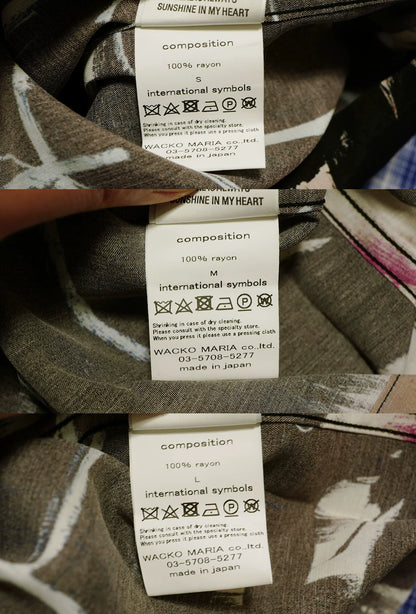 SUNSHINE IN MY HEART
composition
100% rayon
S
international symbols
P
W
Shrinking in case of dry cleaning.
Please consult with the specialty store.
When you press it please use a pressing cloth
WACKO MARIA co.,ltd.
03-5708-5277
made in japan
SUNSHINE IN MY HEART
composition
100% rayon
M
international symbols
P
W
Shrinking in case of dry cleaning.
Please consult with the specialty store.
When you press it please use a pressing cloth
WACKO MARIA co.,ltd.
03-5708-5277
made in japan
composition
100% rayon
L
international symbols
P
W
Shrinking in case of dry cleaning.
Please consult with the specialty store.
When you press it please use a pressing cloth
WACKO MARIA co.,ltd.
03-5708-5277
made in japan